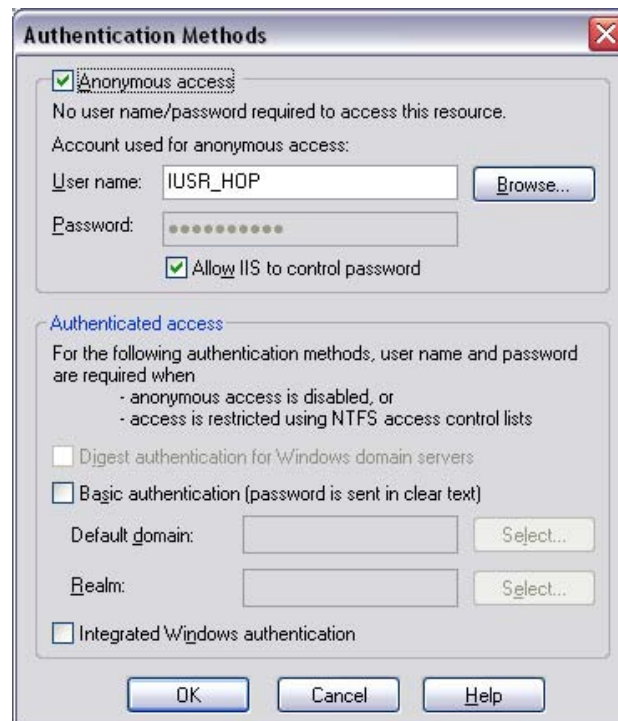 Authentication Methods
Anonymous access
No user name/password required to access this resource.
Account used for anonymous access:
User name: IUSR_HOP Browse...
Password: ●●●●●●●●●●
Allow IIS to control password
Authenticated access
For the following authentication methods, user name and password
are required when
- anonymous access is disabled, or
- access is restricted using NTFS access control lists
Digest authentication for Windows domain servers
Basic authentication (password is sent in clear text)
Default domain: Select...
Realm: Select...
Integrated Windows authentication
OK Cancel Help